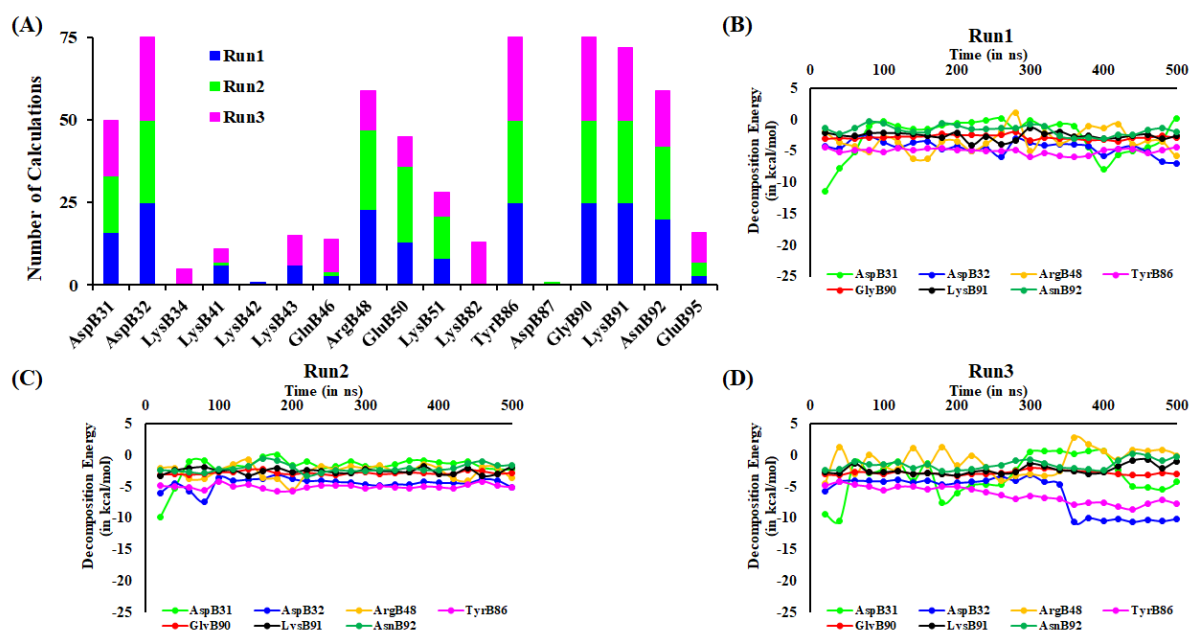 (A)
75
50
25
0
Number of Calculations
Run1
Run2
Run3
AspB31
AspB32
LysB34
LysB41
LysB42
LysB43
GlnB46
ArgB48
GluB50
LysB51
LysB82
TyrB86
AspB87
GlyB90
LysB91
AsnB92
GluB95
(B)
Run1
Time (in ns)
0 100 200 300 400 500
5
0
-5
-10
-15
-20
-25
Decomposition Energy
(in kcal/mol)
AspB31 AspB32 ArgB48 TyrB86
GlyB90 LysB91 AsnB92
(C)
Run2
Time (in ns)
0 100 200 300 400 500
5
0
-5
-10
-15
-20
-25
Decomposition Energy
(in kcal/mol)
AspB31 AspB32 ArgB48 TyrB86
GlyB90 LysB91 AsnB92
(D)
Run3
Time (in ns)
0 100 200 300 400 500
5
0
-5
-10
-15
-20
-25
Decomposition Energy
(in kcal/mol)
AspB31 AspB32 ArgB48 TyrB86
GlyB90 LysB91 AsnB92